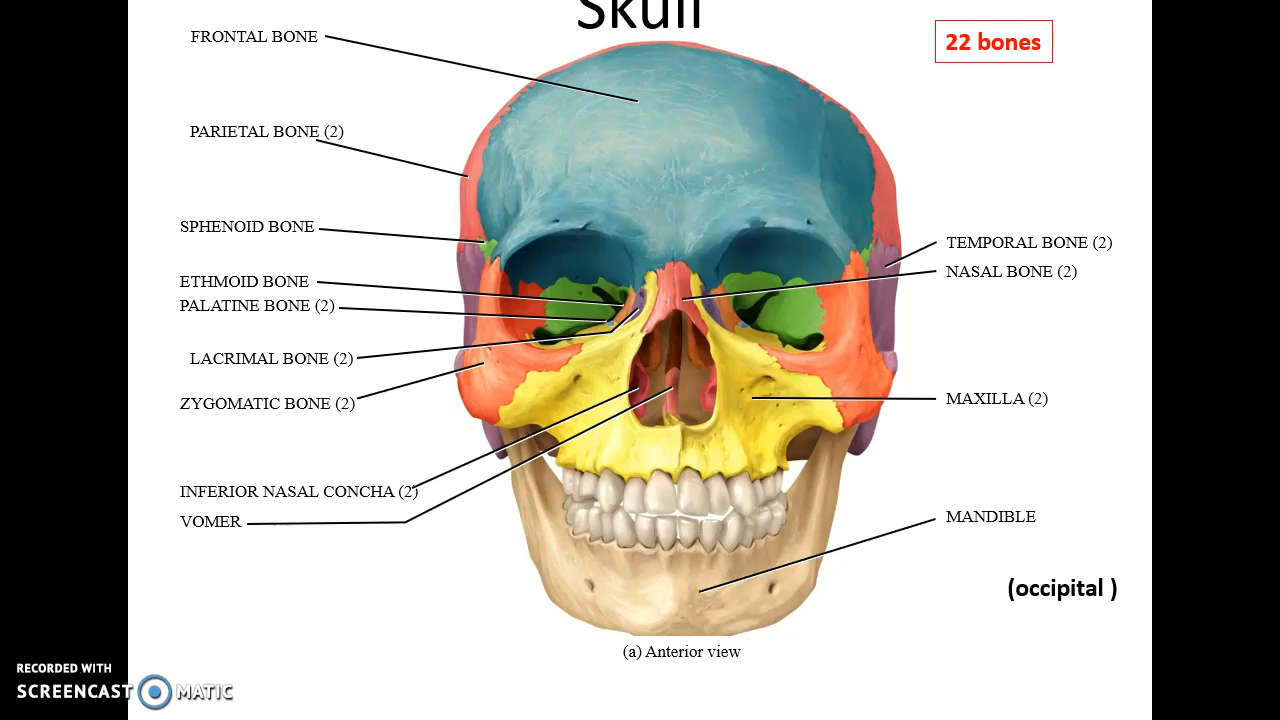 Skull
22 bones
FRONTAL BONE
PARIETAL BONE (2)
SPHENOID BONE
ETHMOID BONE
PALATINE BONE (2)
LACRIMAL BONE (2)
ZYGOMATIC BONE (2)
INFERIOR NASAL CONCHA (2)
VOMER
TEMPORAL BONE (2)
NASAL BONE (2)
MAXILLA (2)
MANDIBLE
(occipital )
(a) Anterior view
RECORDED WITH
SCREENCAST MATIC